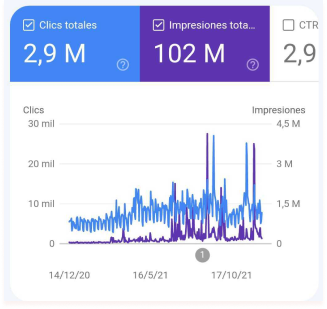 Clics totales
Impresiones tota...
CTR
2,9 M
102 M
2,9
Clics
Impresiones
30 mil
4,5 M
20 mil
3 M
10 mil
1,5 M
0
0
1
14/12/20
16/5/21
17/10/21